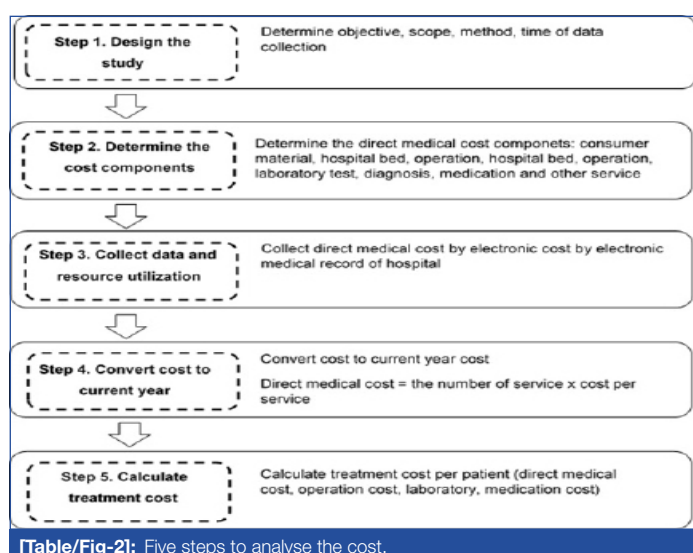 Step 1. Design the
study
Determine objective, scope, method, time of data
collection
Step 2. Determine the
cost components
Determine the direct medical cost componets: consumer
material, hospital bed, operation, hospital bed, operation,
laboratory test, diagnosis, medication and other service
Step 3. Collect data and
resource utilization
Collect direct medical cost by electronic cost by electronic
medical record of hospital
Step 4. Convert cost to
current year
Convert cost to current year cost
Direct medical cost = the number of service x cost per
service
Step 5. Calculate
treatment cost
Calculate treatment cost per patient (direct medical
cost, operation cost, laboratory, medication cost)
[Table/Fig-2]: Five steps to analyse the cost.